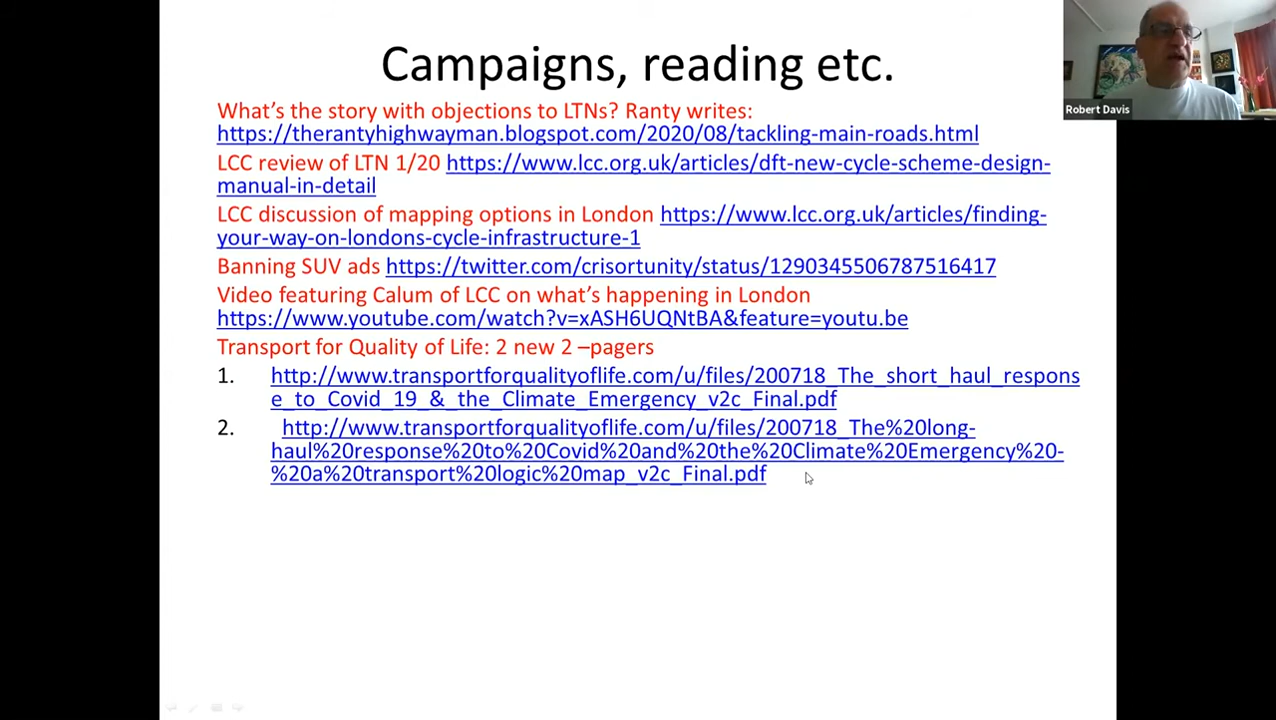 Campaigns, reading etc.
What's the story with objections to LTNs? Ranty writes:
https://therantyhighwayman.blogspot.com/2020/08/tackling-main-roads.html
LCC review of LTN 1/20 https://www.lcc.org.uk/articles/dft-new-cycle-scheme-design-
manual-in-detail
LCC discussion of mapping options in London https://www.lcc.org.uk/articles/finding-
your-way-on-londons-cycle-infrastructure-1
Banning SUV ads https://twitter.com/crisortunity/status/1290345506787516417
Video featuring Calum of LCC on what's happening in London
https://www.youtube.com/watch?v=xASH6UQNtBA&feature=youtu.be
Transport for Quality of Life: 2 new 2 –pagers
1. http://www.transportforqualityoflife.com/u/files/200718_The_short_haul_respons
e_to_Covid_19_&_the_Climate_Emergency_v2c_Final.pdf
2. http://www.transportforqualityoflife.com/u/files/200718_The%20long-
haul%20response%20to%20Covid%20and%20the%20Climate%20Emergency%20-
%20a%20transport%20logic%20map_v2c_Final.pdf
Robert Davis